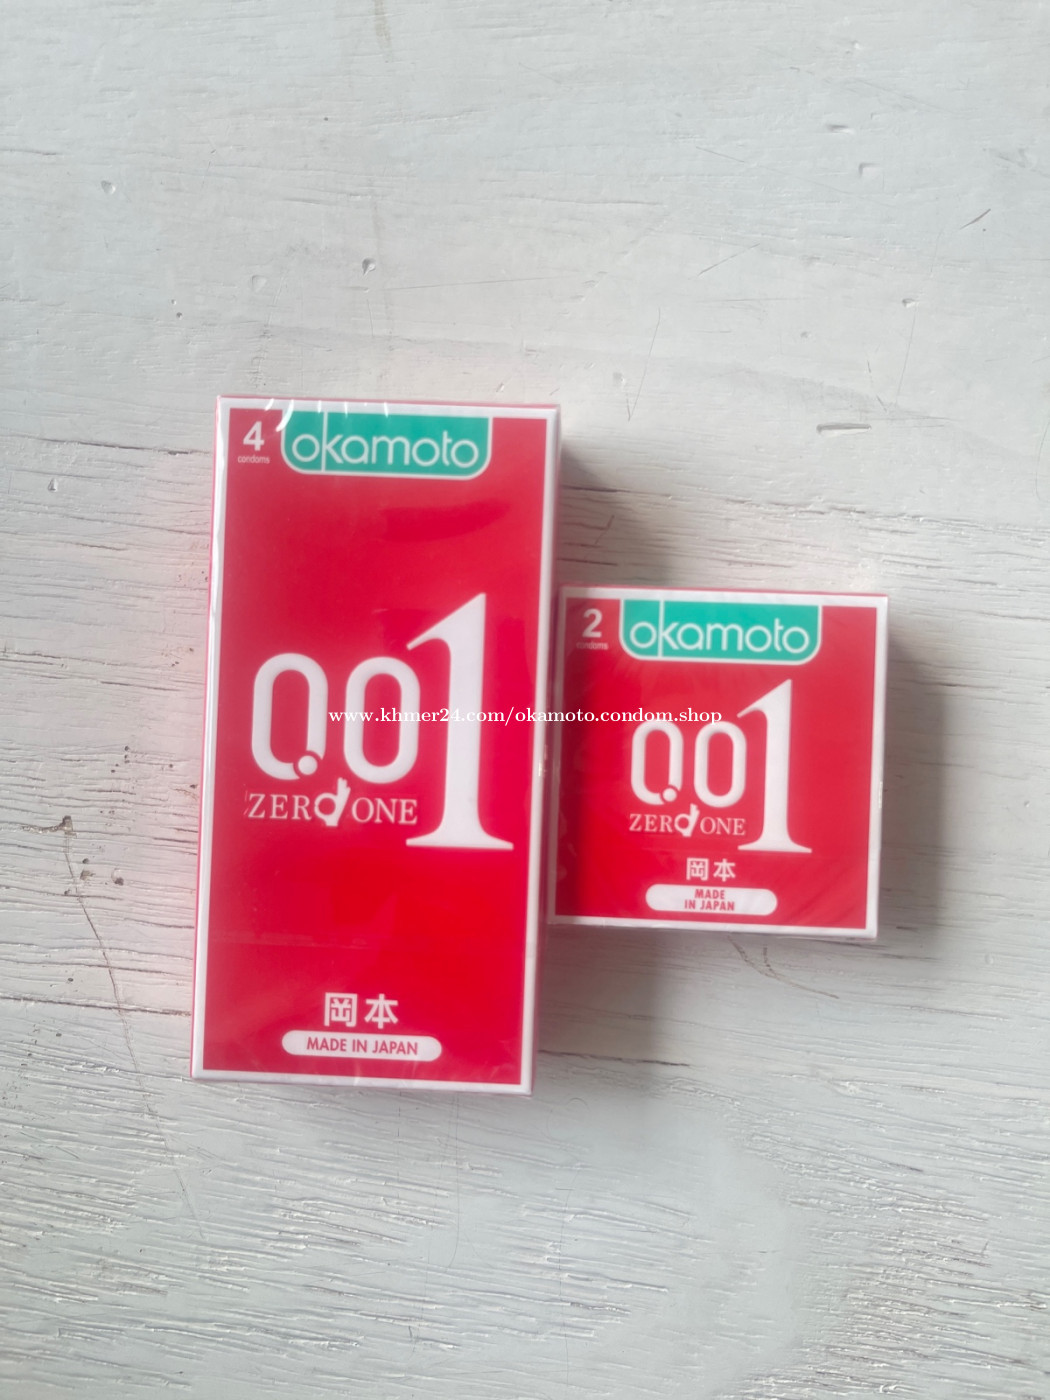 4
condoms
okamoto
0.01
ZERO ONE
岡本
MADE IN JAPAN
2
condoms
okamoto
0.01
ZERO ONE
岡本
MADE
IN JAPAN
www.khmer24.com/okamoto.condom.shop